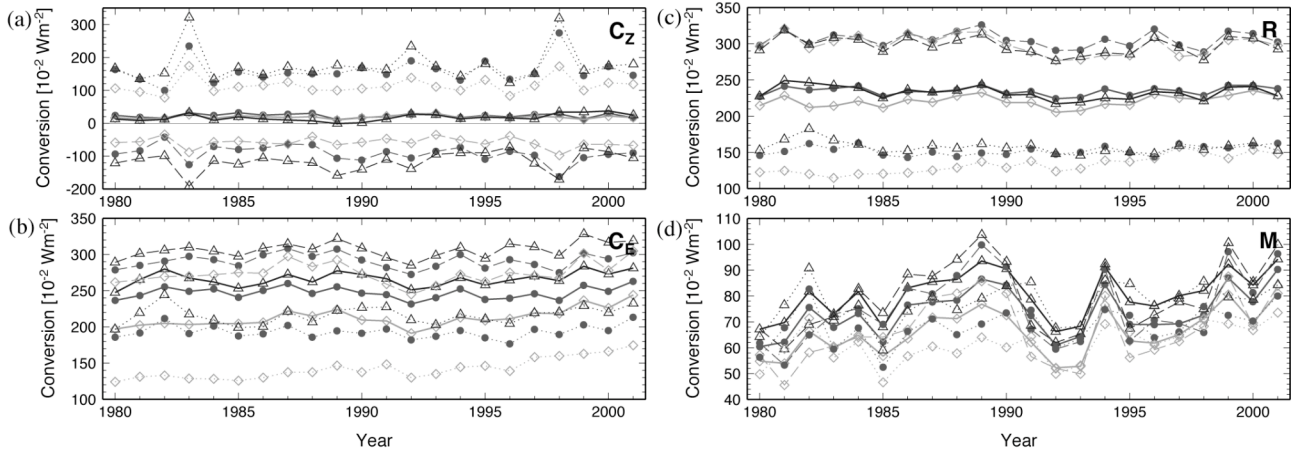 (a)
C_Z
Conversion [10⁻² Wm⁻²]
300
200
100
0
-100
-200
1980 1985 1990 1995 2000
(b)
C_E
Conversion [10⁻² Wm⁻²]
350
300
250
200
150
100
1980 1985 1990 1995 2000
Year
(c)
R
Conversion [10⁻² Wm⁻²]
350
300
250
200
150
100
1980 1985 1990 1995 2000
(d)
M
Conversion [10⁻² Wm⁻²]
110
100
90
80
70
60
50
40
1980 1985 1990 1995 2000
Year